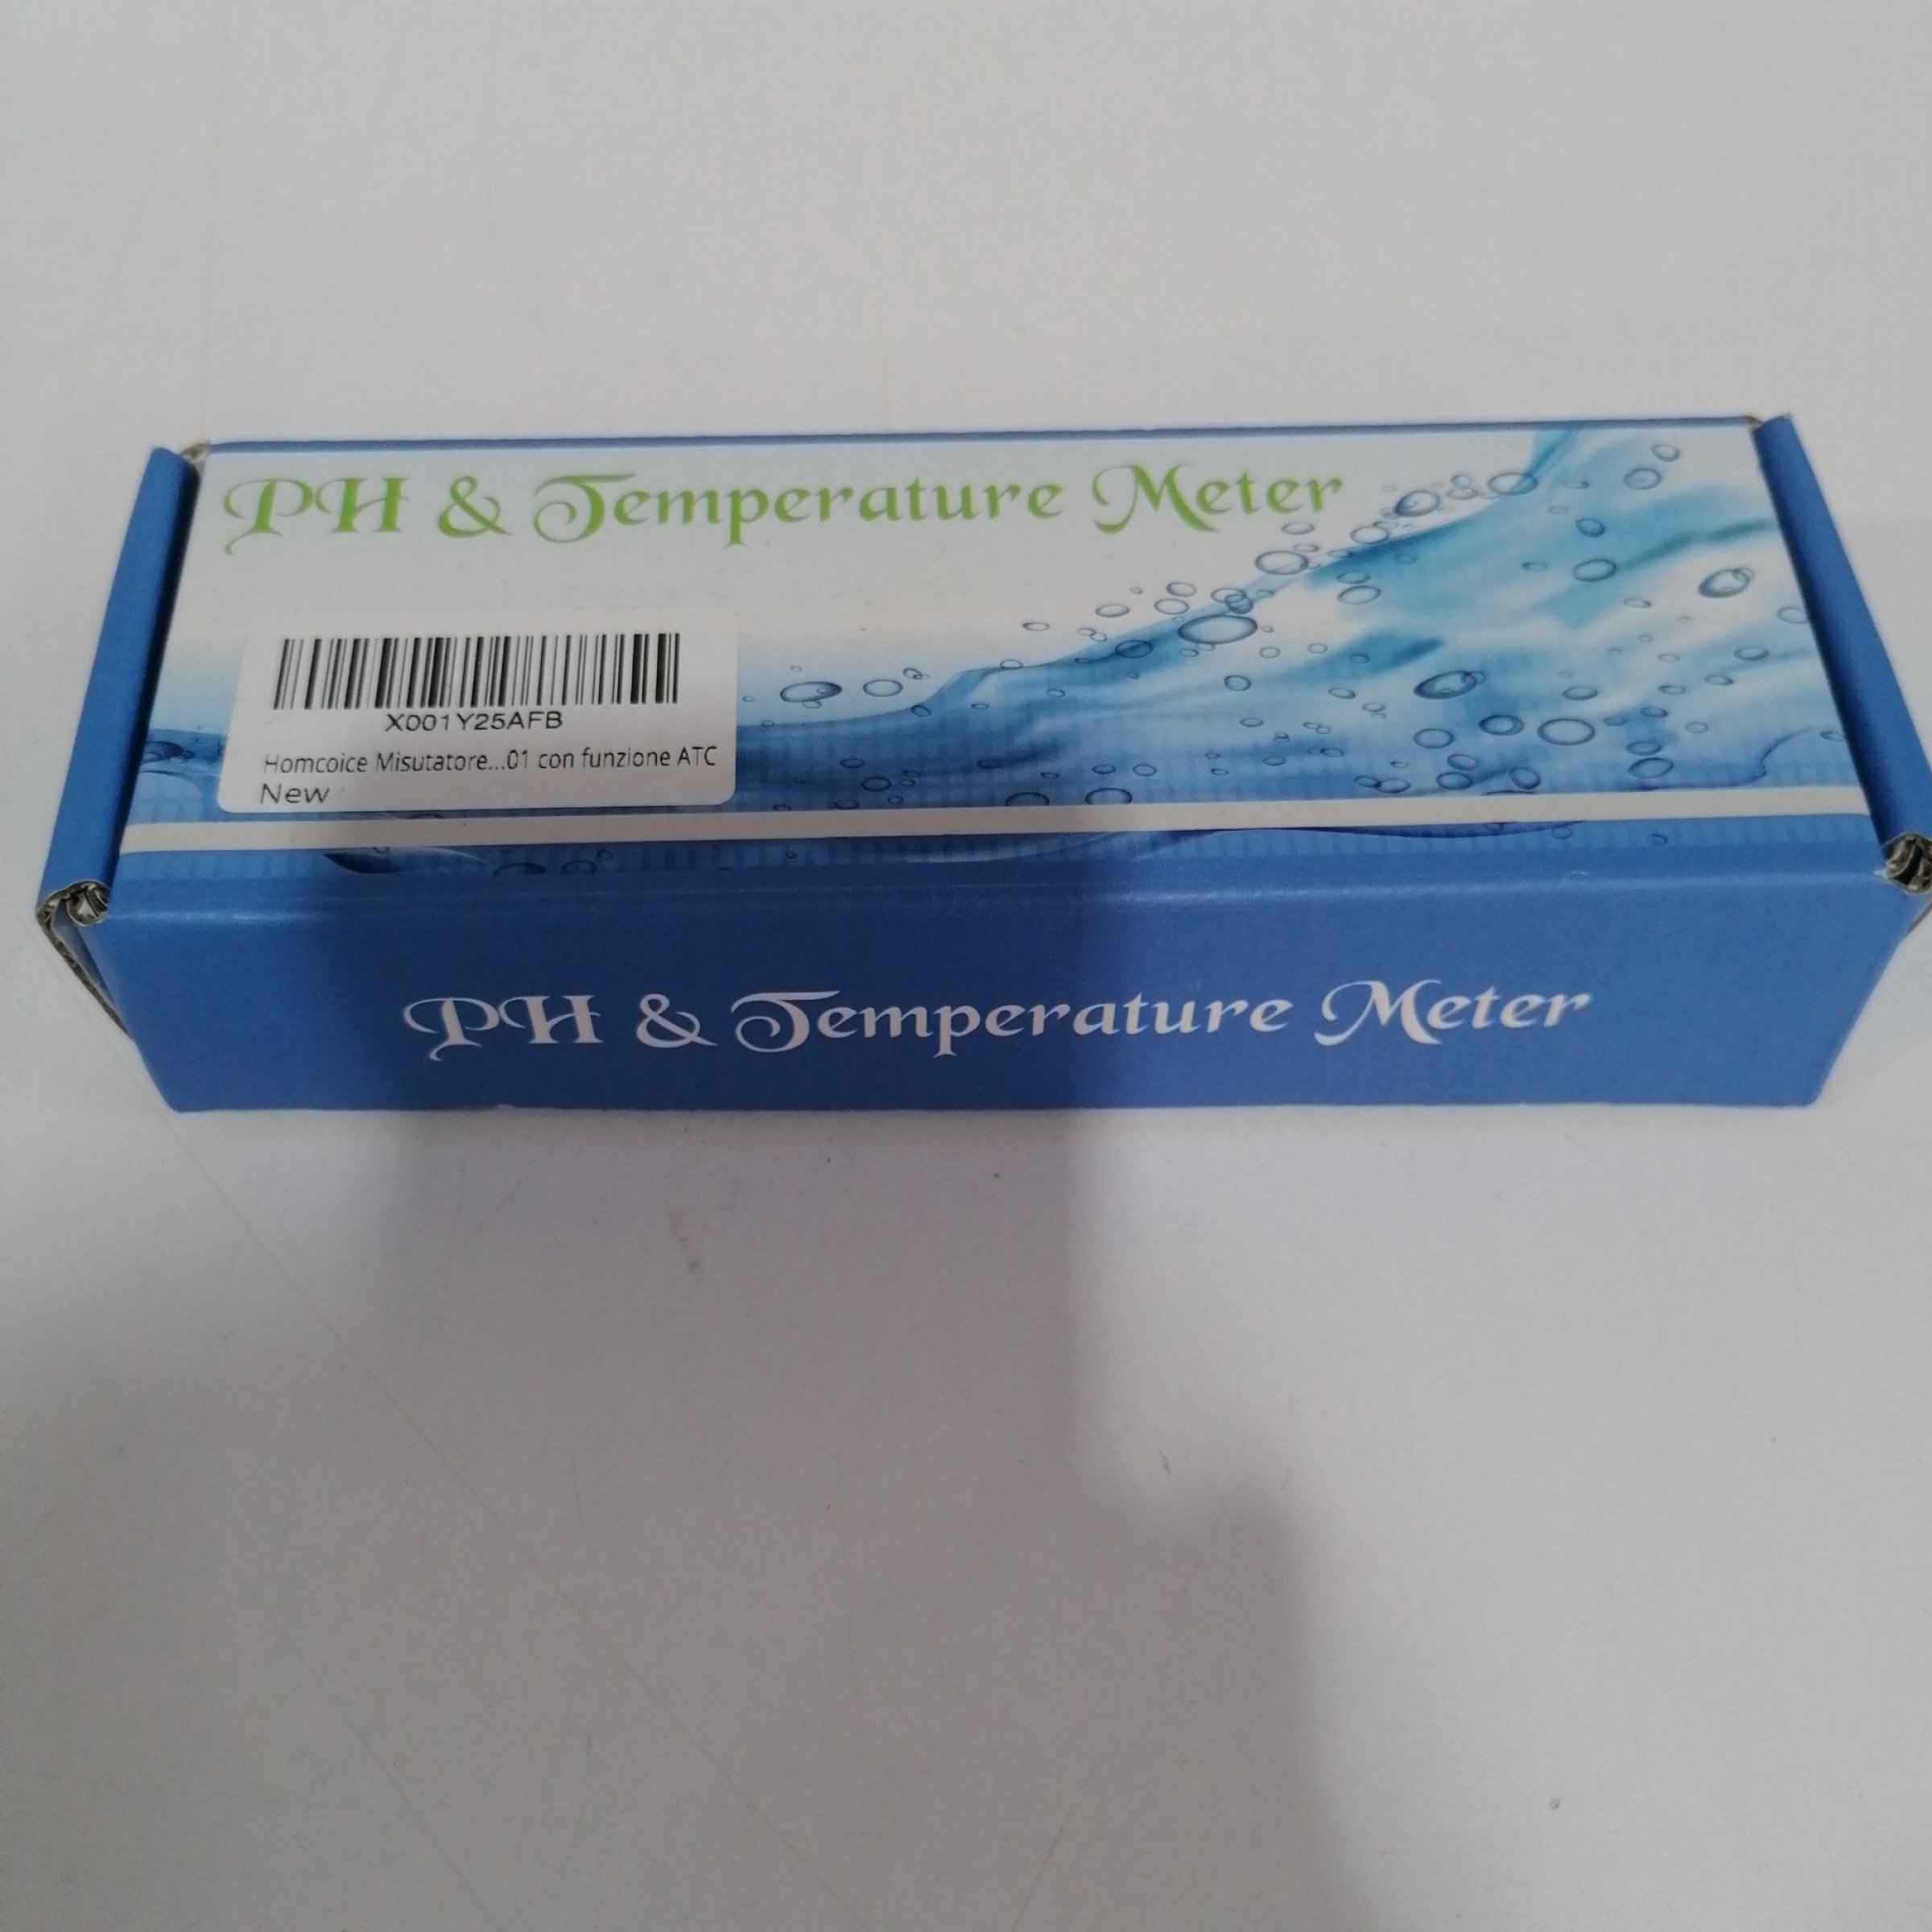 PH & Temperature Meter
X001Y25AFB
Homcoice Misutatore...01 con funzione ATC
New
PH & Temperature Meter